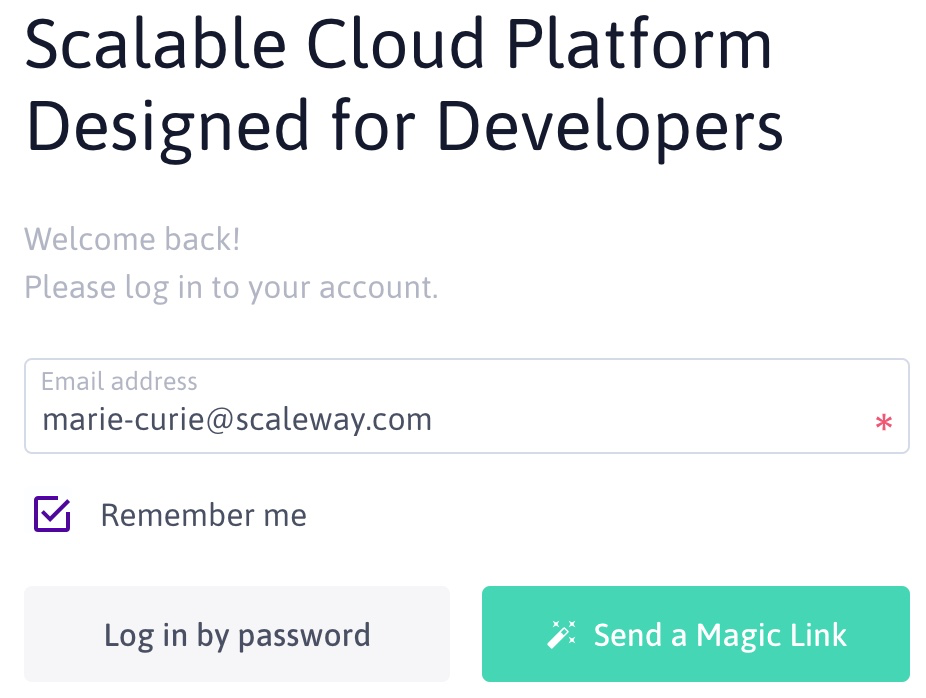 Scalable Cloud Platform
Designed for Developers
Welcome back!
Please log in to your account.
Email address
marie-curie@scaleway.com *
Remember me
Log in by password
Send a Magic Link